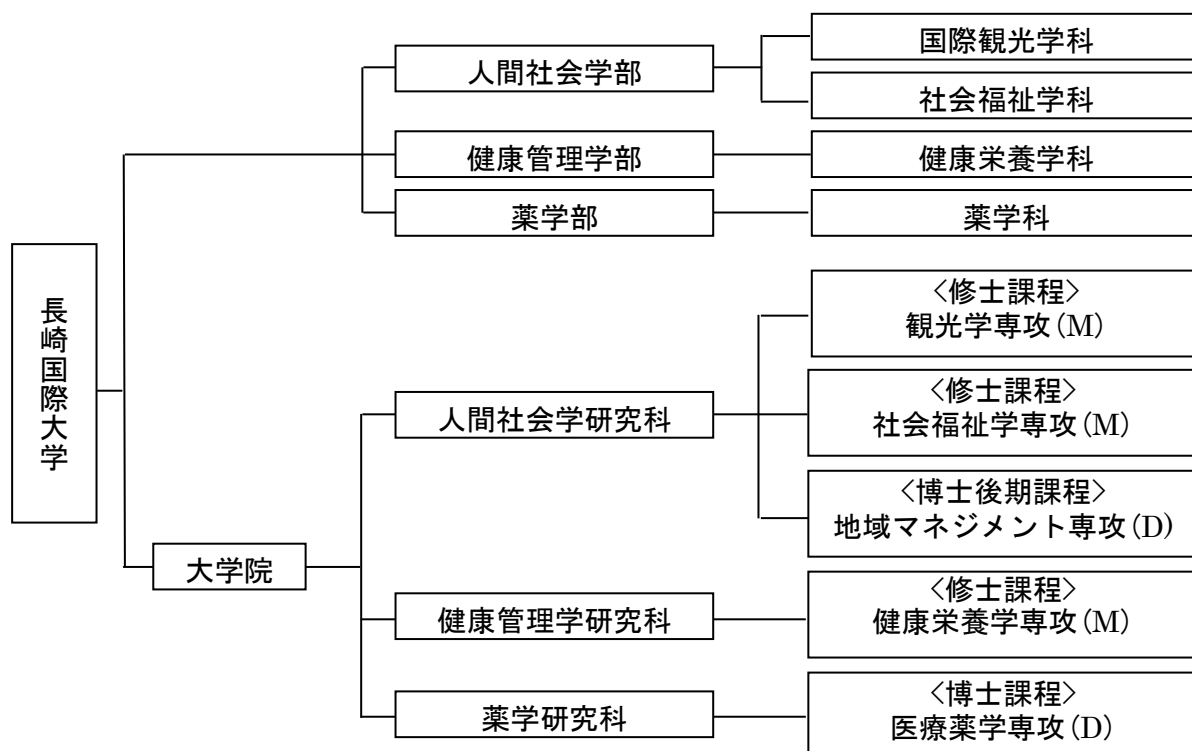 長崎国際大学
人間社会学部
国際観光学科
社会福祉学科
健康管理学部
健康栄養学科
薬学部
薬学科
大学院
人間社会学研究科
〈修士課程〉
観光学専攻(M)
〈修士課程〉
社会福祉学専攻(M)
〈博士後期課程〉
地域マネジメント専攻(D)
健康管理学研究科
〈修士課程〉
健康栄養学専攻(M)
薬学研究科
〈博士課程〉
医療薬学専攻(D)